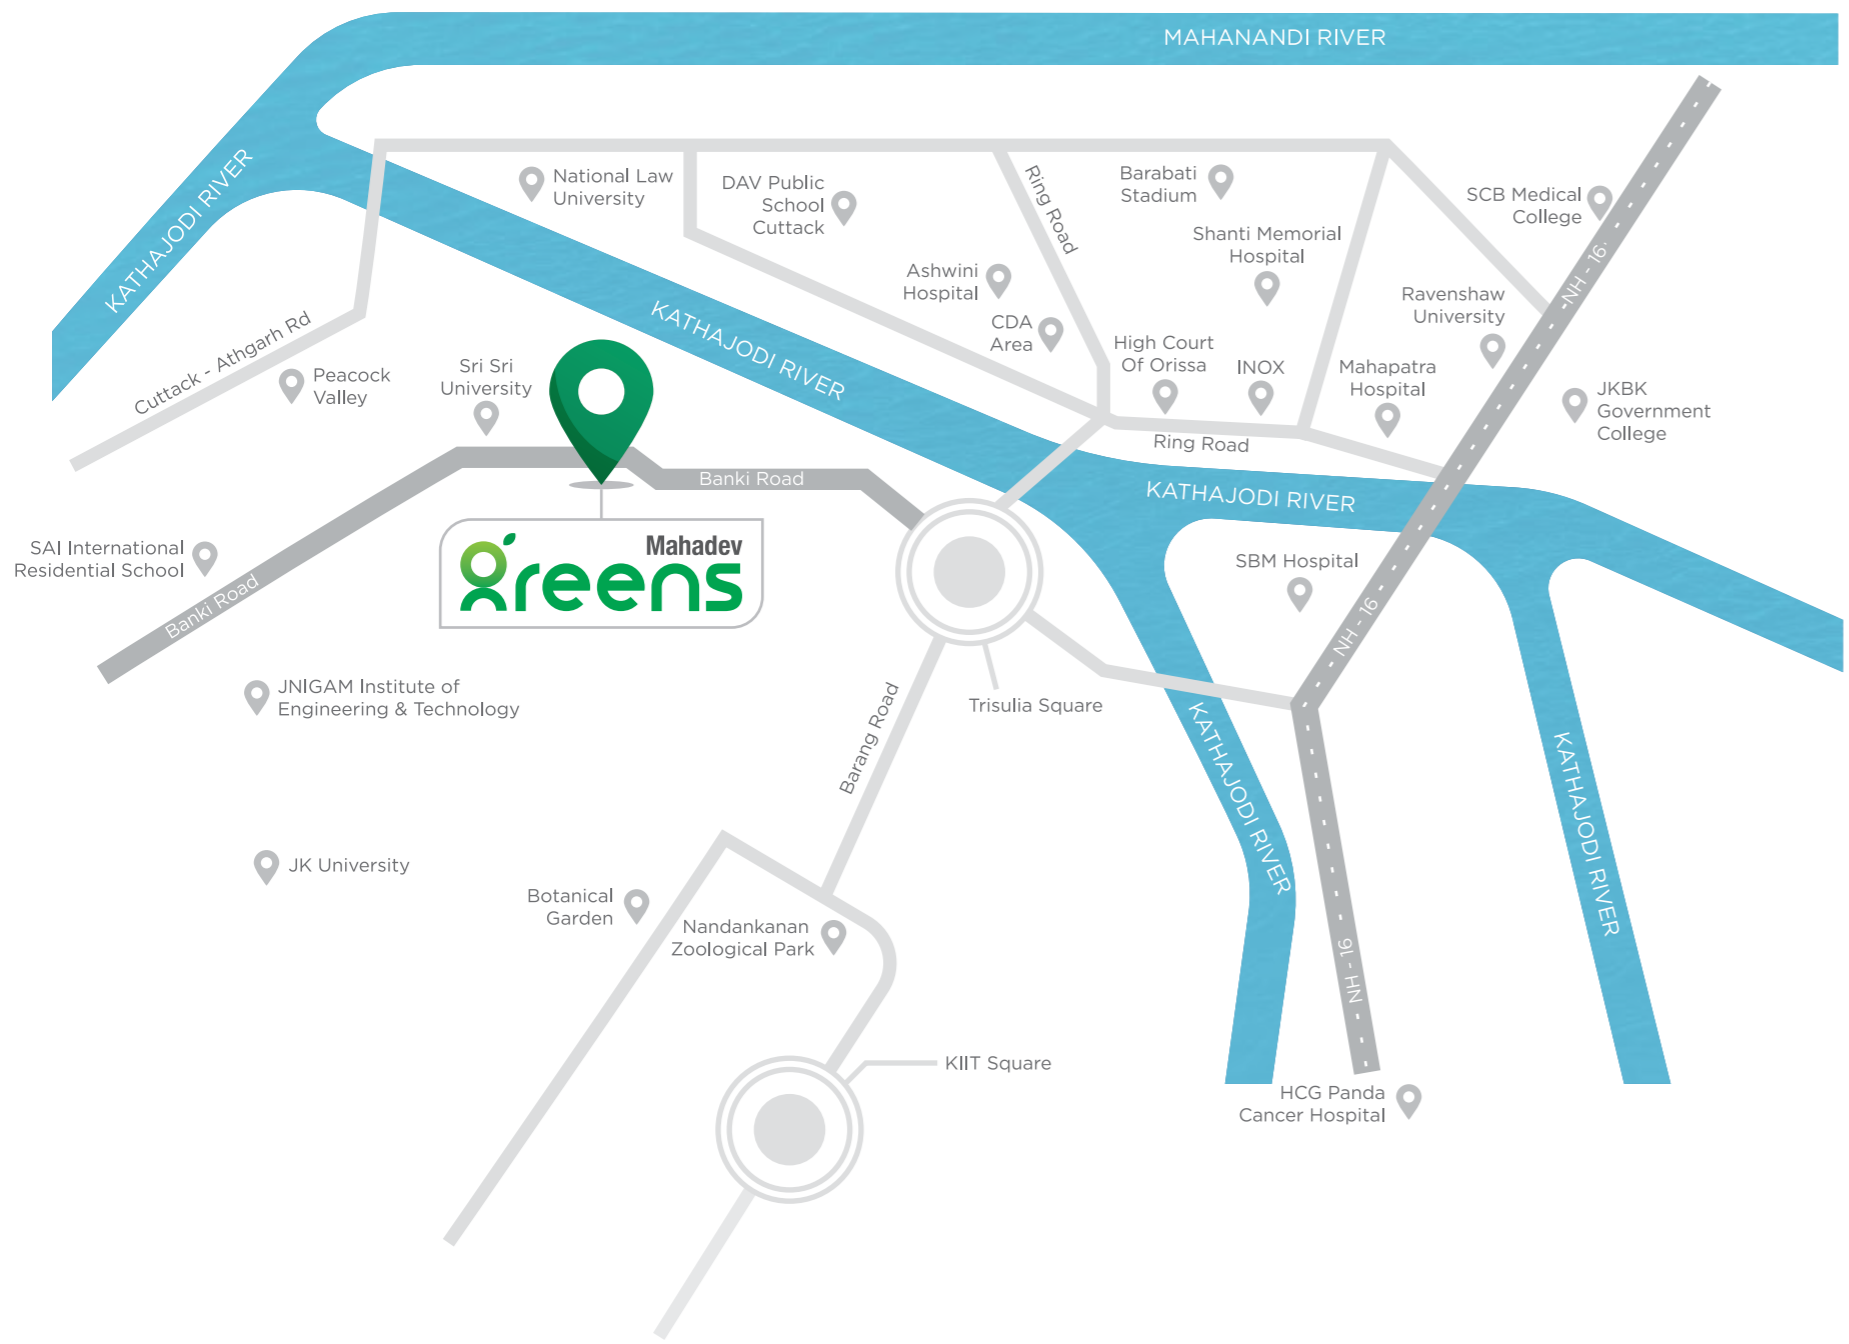 MAHANANDI RIVER
KATHAJODI RIVER
National Law
University
DAV Public
School
Cuttack
Ring Road
Barabati
Stadium
SCB Medical
College
Shanti Memorial
Hospital
Ashwini
Hospital
NH - 16
Ravenshaw
University
CDA
Area
KATHAJODI RIVER
Cuttack - Athgarh Rd
High Court
Of Orissa
INOX
Mahapatra
Hospital
Sri Sri
University
Peacock
Valley
JKBK
Government
College
Ring Road
Banki Road
KATHAJODI RIVER
SAI International
Residential School
Mahadev
greens
SBM Hospital
Banki Road
NH - 16
JNIGAM Institute of
Engineering & Technology
Trisulia Square
Barang Road
KATHAJODI RIVER
KATHAJODI RIVER
JK University
Botanical
Garden
Nandankanan
Zoological Park
NH - 16
KIIT Square
HCG Panda
Cancer Hospital